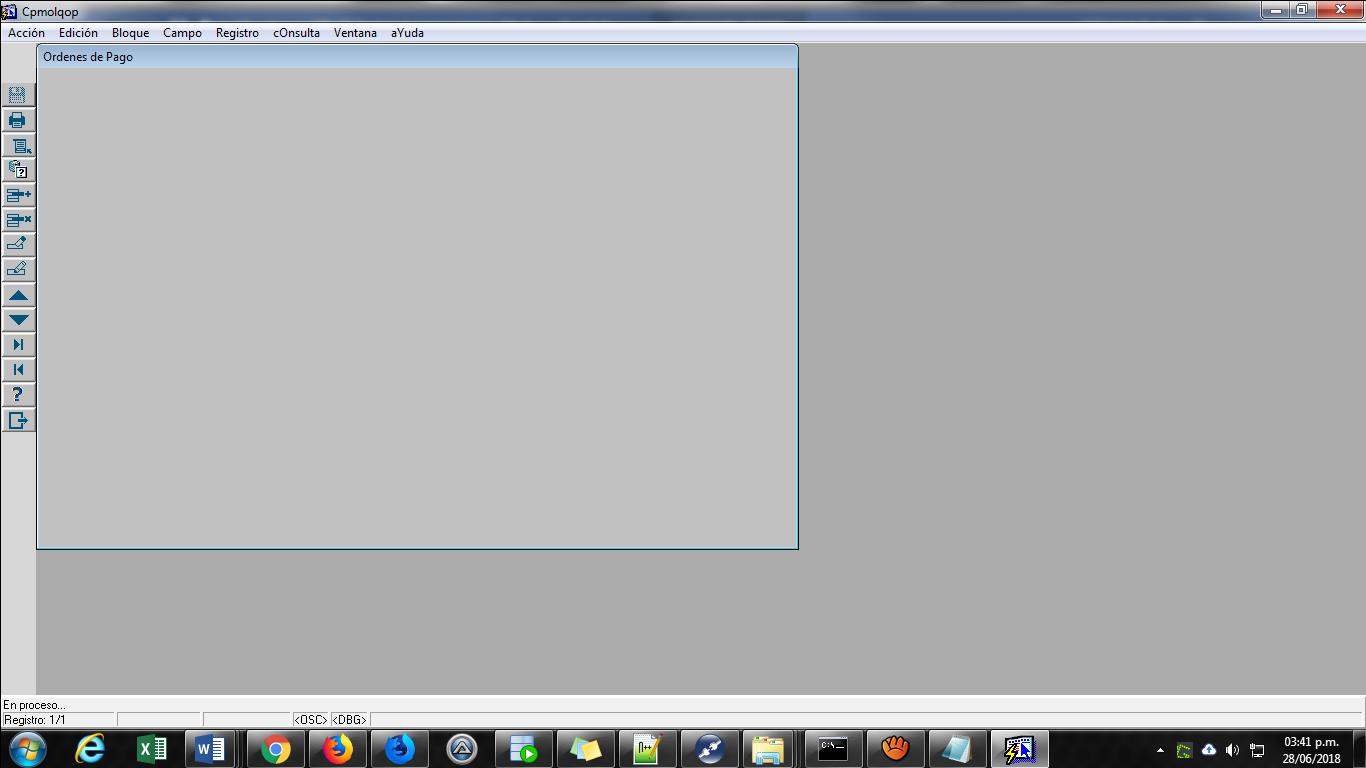 Cpmolqop
Acción Edición Bloque Campo Registro cOnsulta Ventana aYuda
Ordenes de Pago
?
?
En proceso...
Registro: 1/1 <OSC> <DBG>
C:\
03:41 p.m.
28/06/2018